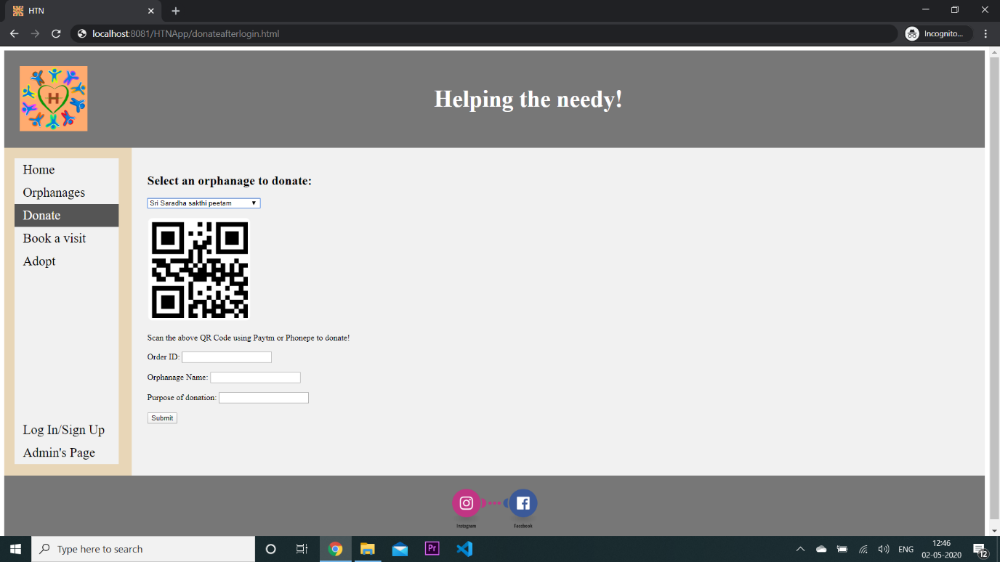 HTN
localhost:8081/HTNApp/donateafterlogin.html
Incognito...
H
Helping the needy!
Home
Orphanages
Donate
Book a visit
Adopt
Log In/Sign Up
Admin's Page
Select an orphanage to donate:
Sri Saradha sakthi peetam
Scan the above QR Code using Paytm or Phonepe to donate!
Order ID:
Orphanage Name:
Purpose of donation:
Submit
Instagram
Facebook
Type here to search
Pr
ENG
12:46
02-05-2020
12